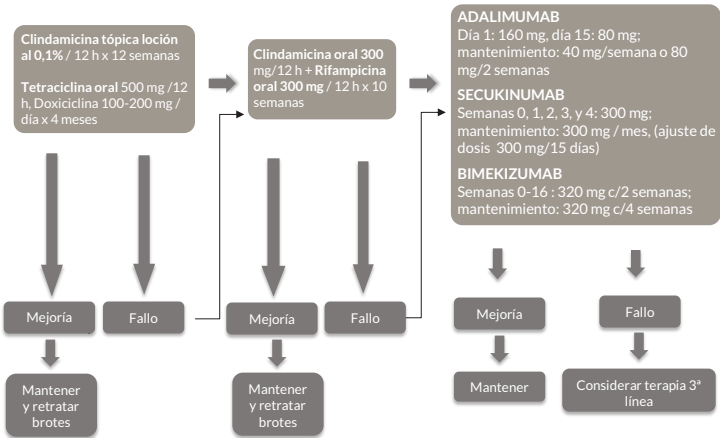 Clindamicina tópica loción
al 0,1% / 12 h x 12 semanas
Tetraciclina oral 500 mg /12
h, Doxiciclina 100-200 mg /
día x 4 meses
Mejoría
Fallo
Mantener
y retratar
brotes
Clindamicina oral 300
mg/12 h + Rifampicina
oral 300 mg / 12 h x 10
semanas
Mejoría
Fallo
Mantener
y retratar
brotes
ADALIMUMAB
Día 1: 160 mg, día 15: 80 mg;
mantenimiento: 40 mg/semana o 80
mg/2 semanas
SECUKINUMAB
Semanas 0, 1, 2, 3, y 4: 300 mg;
mantenimiento: 300 mg / mes, (ajuste de
dosis 300 mg/15 días)
BIMEKIZUMAB
Semanas 0-16 : 320 mg c/2 semanas;
mantenimiento: 320 mg c/4 semanas
Mejoría
Fallo
Mantener
Considerar terapia 3ª
línea